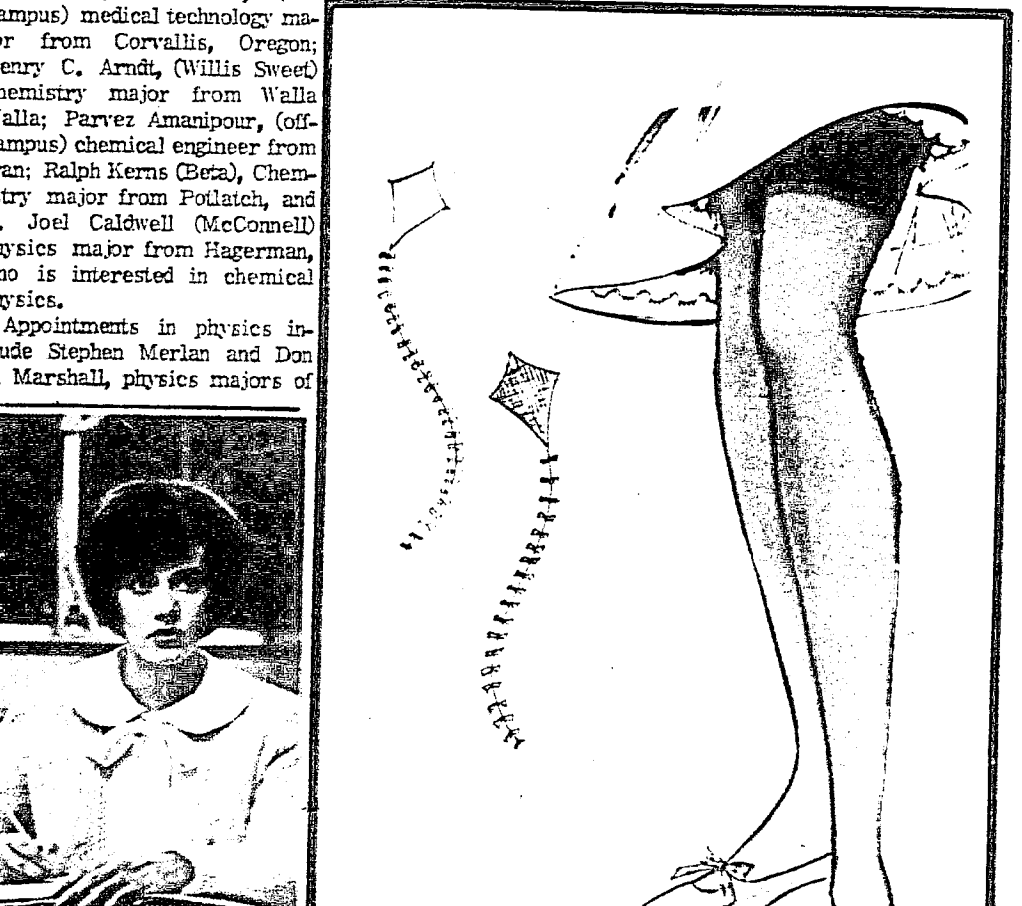 ampus) medical technology ma-
or from Corvallis, Oregon;
enry C. Arndt, (Willis Sweet)
hemistry major from Walla
alla; Parvez Amanipour, (off-
ampus) chemical engineer from
ran; Ralph Kerns (Beta), Chem-
try major from Potlatch, and
. Joel Caldwell (McConnell)
ysics major from Hagerman,
ho is interested in chemical
ysics.
Appointments in physics in-
ude Stephen Merlan and Don
. Marshall, physics majors of